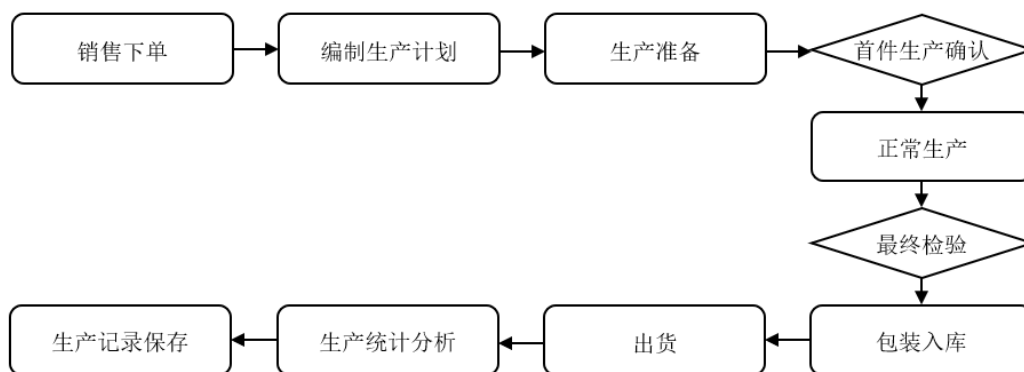 销售下单
编制生产计划
生产准备
首件生产确认
正常生产
最终检验
包装入库
出货
生产统计分析
生产记录保存